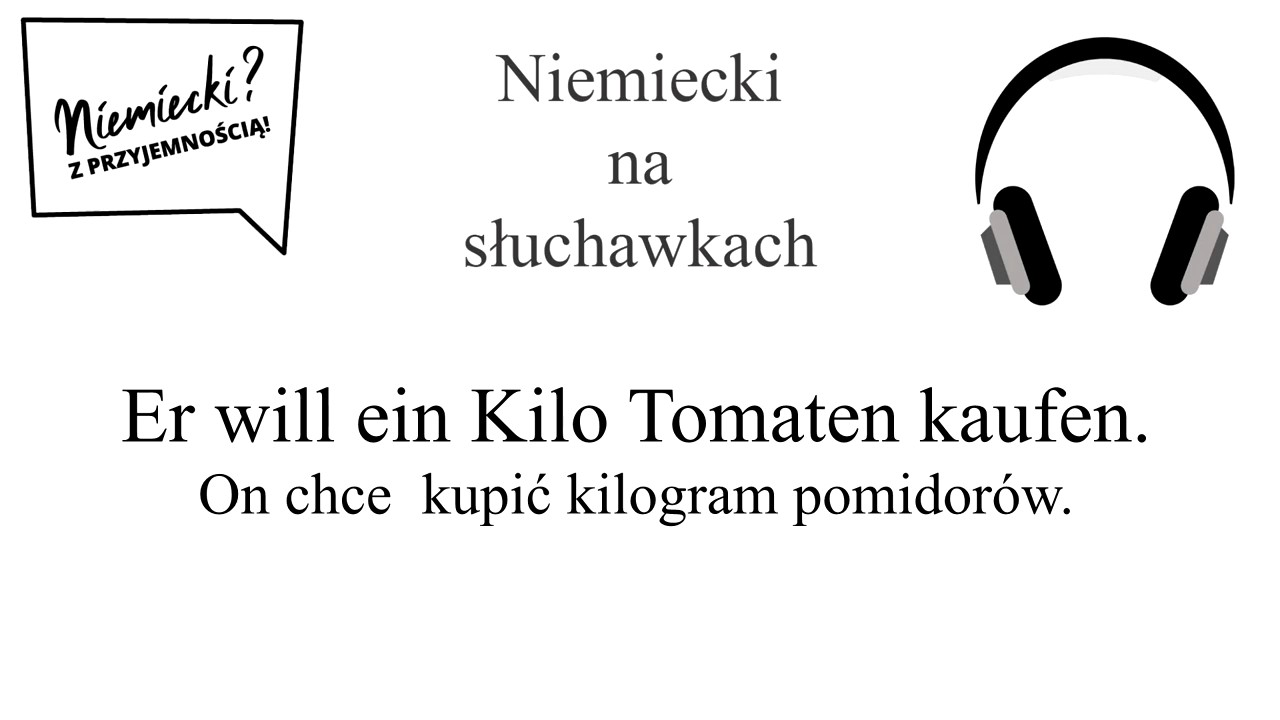 Niemiecki?
Z PRZYJEMNOŚCIĄ!
Niemiecki
na
słuchawkach
Er will ein Kilo Tomaten kaufen.
On chce  kupić kilogram pomidorów.